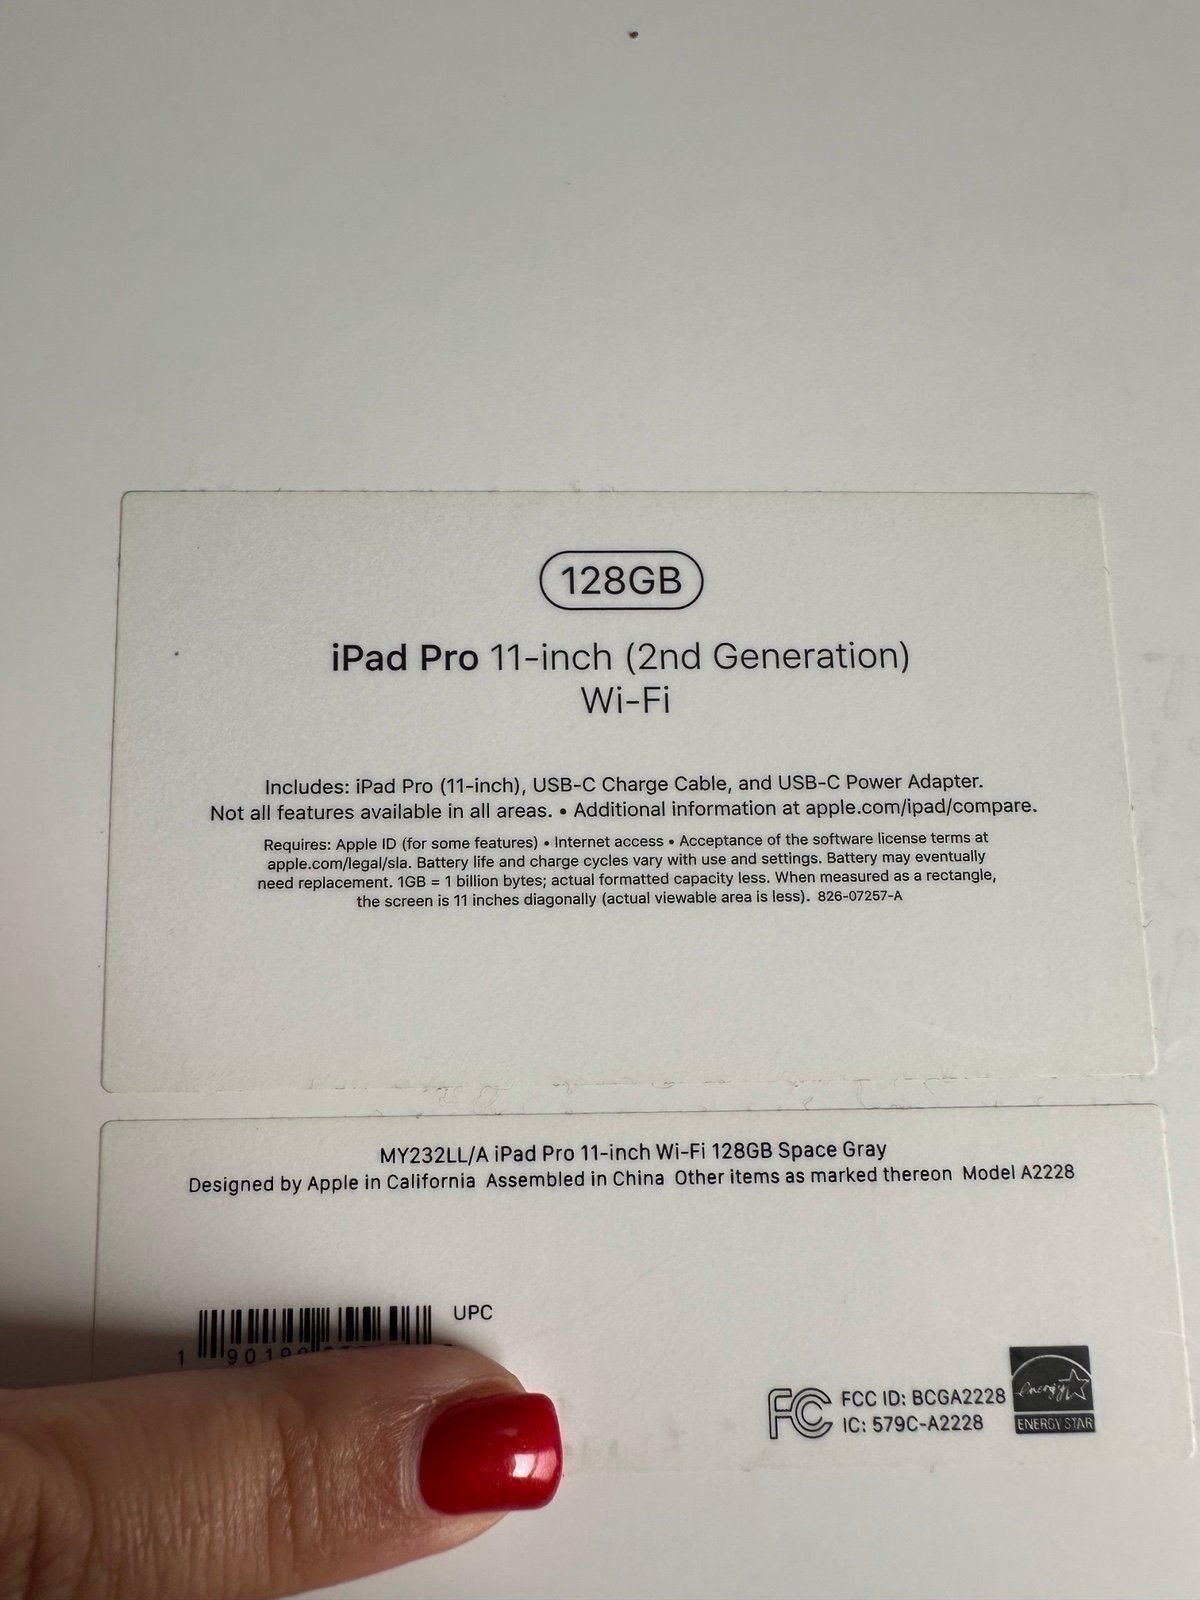 128GB
iPad Pro 11-inch (2nd Generation)
Wi-Fi
Includes: iPad Pro (11-inch), USB-C Charge Cable, and USB-C Power Adapter.
Not all features available in all areas. • Additional information at apple.com/ipad/compare.
Requires: Apple ID (for some features) • Internet access • Acceptance of the software license terms at
apple.com/legal/sla. Battery life and charge cycles vary with use and settings. Battery may eventually
need replacement. 1GB = 1 billion bytes; actual formatted capacity less. When measured as a rectangle,
the screen is 11 inches diagonally (actual viewable area is less). 826-07257-A
MY232LL/A iPad Pro 11-inch Wi-Fi 128GB Space Gray
Designed by Apple in California Assembled in China Other items as marked thereon Model A2228
UPC
1
FC FCC ID: BCGA2228
IC: 579C-A2228
energy
ENERGY STAR